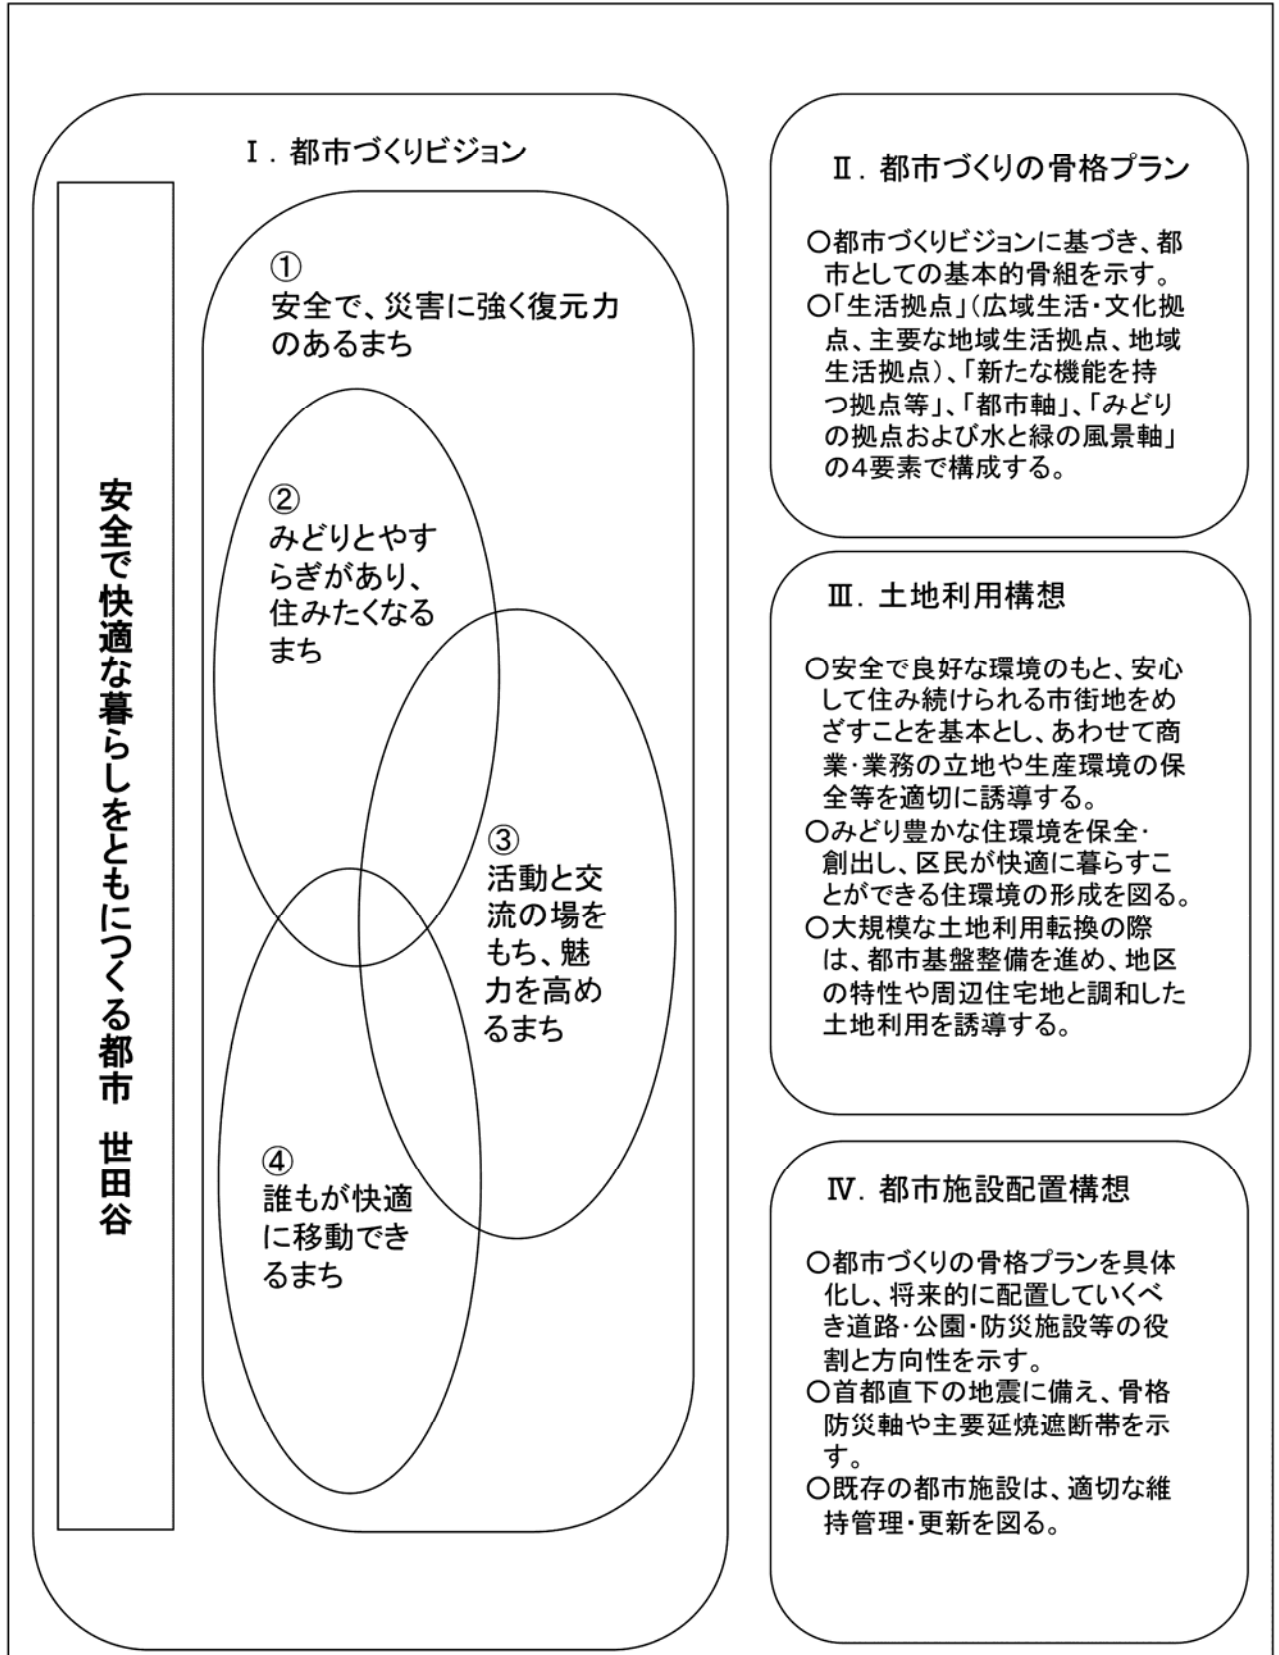 Ⅰ．都市づくりビジョン
安全で快適な暮らしをともにつくる都市　世田谷
①
安全で、災害に強く復元力
のあるまち
②
みどりとやす
らぎがあり、
住みたくなる
まち
③
活動と交
流の場を
もち、魅
力を高め
るまち
④
誰もが快適
に移動でき
るまち
Ⅱ．都市づくりの骨格プラン
○都市づくりビジョンに基づき、都
市としての基本的骨組を示す。
○「生活拠点」（広域生活・文化拠
点、主要な地域生活拠点、地域
生活拠点）、「新たな機能を持
つ拠点等」、「都市軸」、「みどり
の拠点および水と緑の風景軸」
の４要素で構成する。
Ⅲ．土地利用構想
○安全で良好な環境のもと、安心
して住み続けられる市街地をめ
ざすことを基本とし、あわせて商
業・業務の立地や生産環境の保
全等を適切に誘導する。
○みどり豊かな住環境を保全・
創出し、区民が快適に暮らすこ
とができる住環境の形成を図る。
○大規模な土地利用転換の際
は、都市基盤整備を進め、地区
の特性や周辺住宅地と調和した
土地利用を誘導する。
Ⅳ．都市施設配置構想
○都市づくりの骨格プランを具体
化し、将来的に配置していくべ
き道路・公園・防災施設等の役
割と方向性を示す。
○首都直下の地震に備え、骨格
防災軸や主要延焼遮断帯を示
す。
○既存の都市施設は、適切な維
持管理・更新を図る。